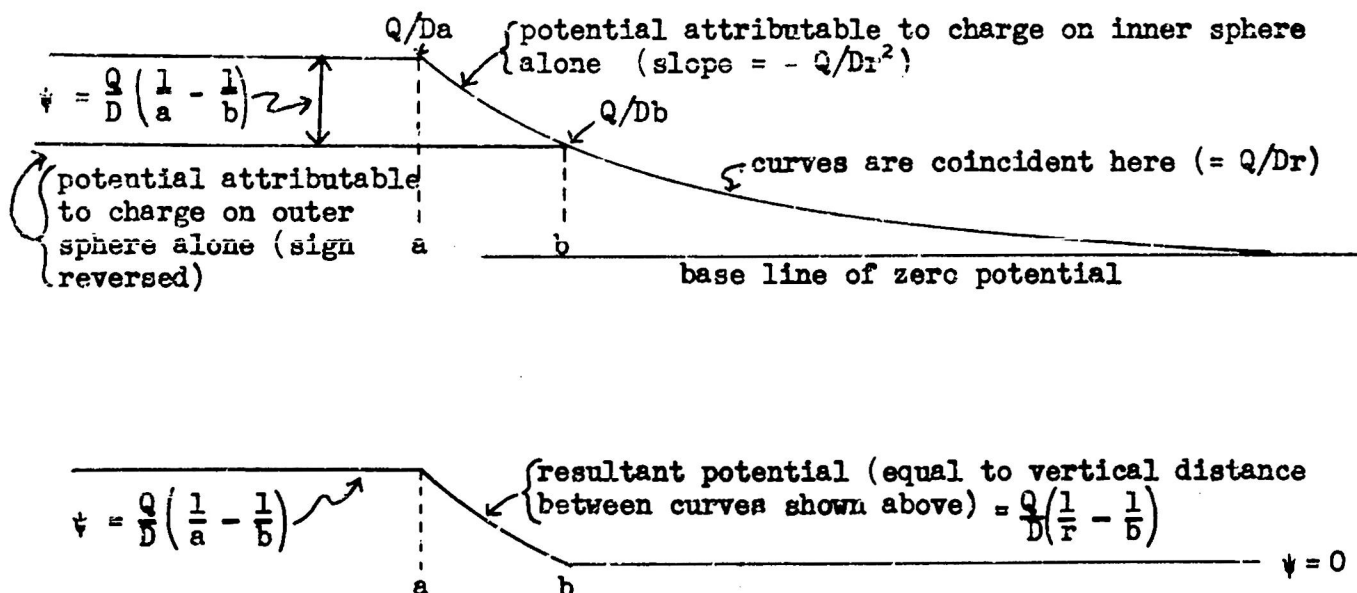 Q/Da
potential attributable to charge on inner sphere
alone (slope = - Q/Dr²)
ψ = Q/D (1/a - 1/b)
Q/Db
curves are coincident here (= Q/Dr)
potential attributable
to charge on outer
sphere alone (sign
reversed)
a
b
base line of zero potential
resultant potential (equal to vertical distance
between curves shown above) = Q/D(1/r - 1/b)
ψ = Q/D (1/a - 1/b)
ψ = 0
a
b